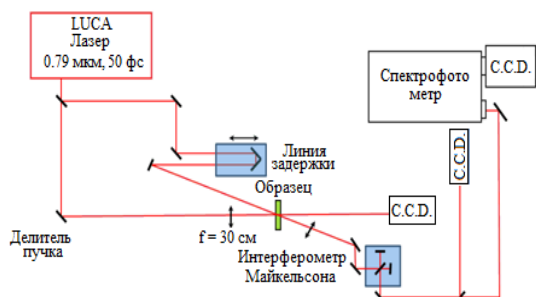 LUCA
Лазер
0.79 мкм, 50 фс
Спектрофото
метр
C.C.D.
C.C.D.
Линия
задержки
Образец
C.C.D.
Делитель
пучка
f = 30 см
Интерферометр
Майкельсона